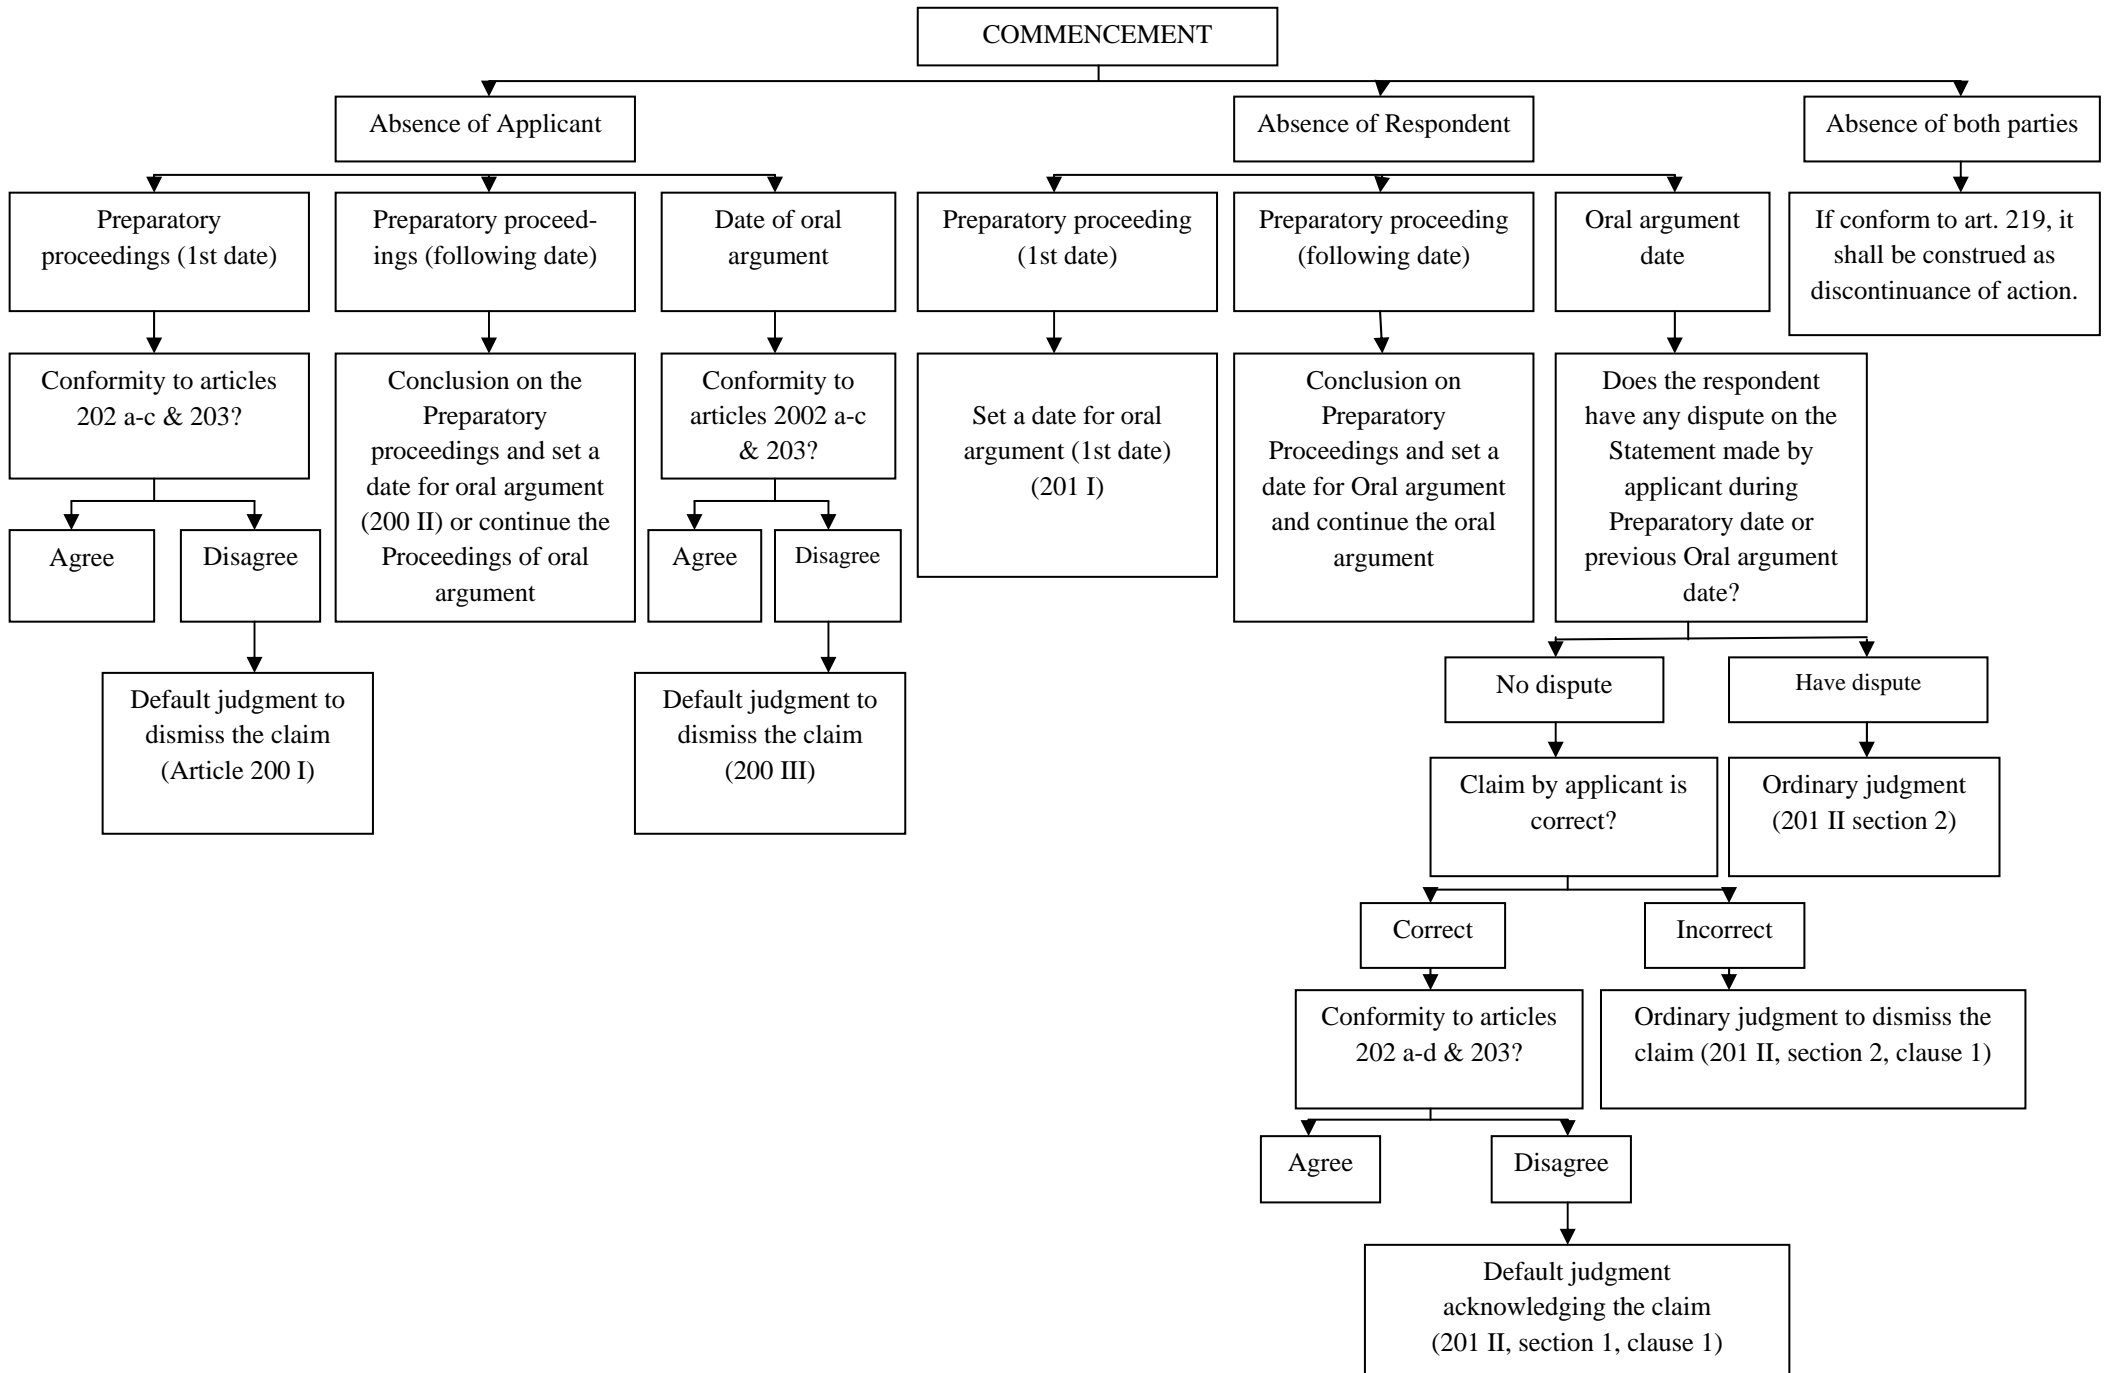 COMMENCEMENT
Absence of Applicant
Absence of Respondent
Absence of both parties
Preparatory
proceedings (1st date)
Preparatory proceed-
ings (following date)
Date of oral
argument
Preparatory proceeding
(1st date)
Preparatory proceeding
(following date)
Oral argument
date
If conform to art. 219, it
shall be construed as
discontinuance of action.
Conformity to articles
202 a-c & 203?
Conclusion on the
Preparatory
proceedings and set a
date for oral argument
(200 II) or continue the
Proceedings of oral
argument
Conformity to
articles 2002 a-c
& 203?
Set a date for oral
argument (1st date)
(201 I)
Conclusion on
Preparatory
Proceedings and set a
date for Oral argument
and continue the oral
argument
Does the respondent
have any dispute on the
Statement made by
applicant during
Preparatory date or
previous Oral argument
date?
Agree
Disagree
Agree
Disagree
Default judgment to
dismiss the claim
(Article 200 I)
Default judgment to
dismiss the claim
(200 III)
No dispute
Have dispute
Claim by applicant is
correct?
Ordinary judgment
(201 II section 2)
Correct
Incorrect
Conformity to articles
202 a-d & 203?
Ordinary judgment to dismiss the
claim (201 II, section 2, clause 1)
Agree
Disagree
Default judgment
acknowledging the claim
(201 II, section 1, clause 1)